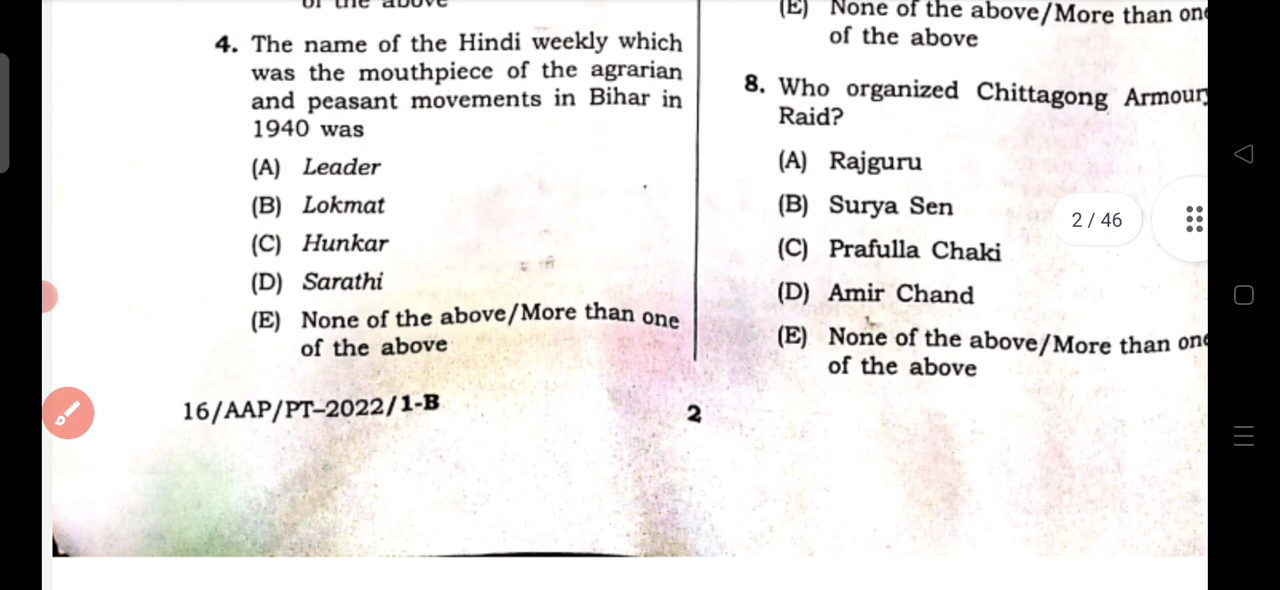 of the above
4. The name of the Hindi weekly which
was the mouthpiece of the agrarian
and peasant movements in Bihar in
1940 was
(A) Leader
(B) Lokmat
(C) Hunkar
(D) Sarathi
(E) None of the above/More than one
of the above
16/AAP/PT–2022/1-B
2
(E) None of the above/More than one
of the above
8. Who organized Chittagong Armoury
Raid?
(A) Rajguru
(B) Surya Sen
(C) Prafulla Chaki
(D) Amir Chand
(E) None of the above/More than one
of the above
2 / 46